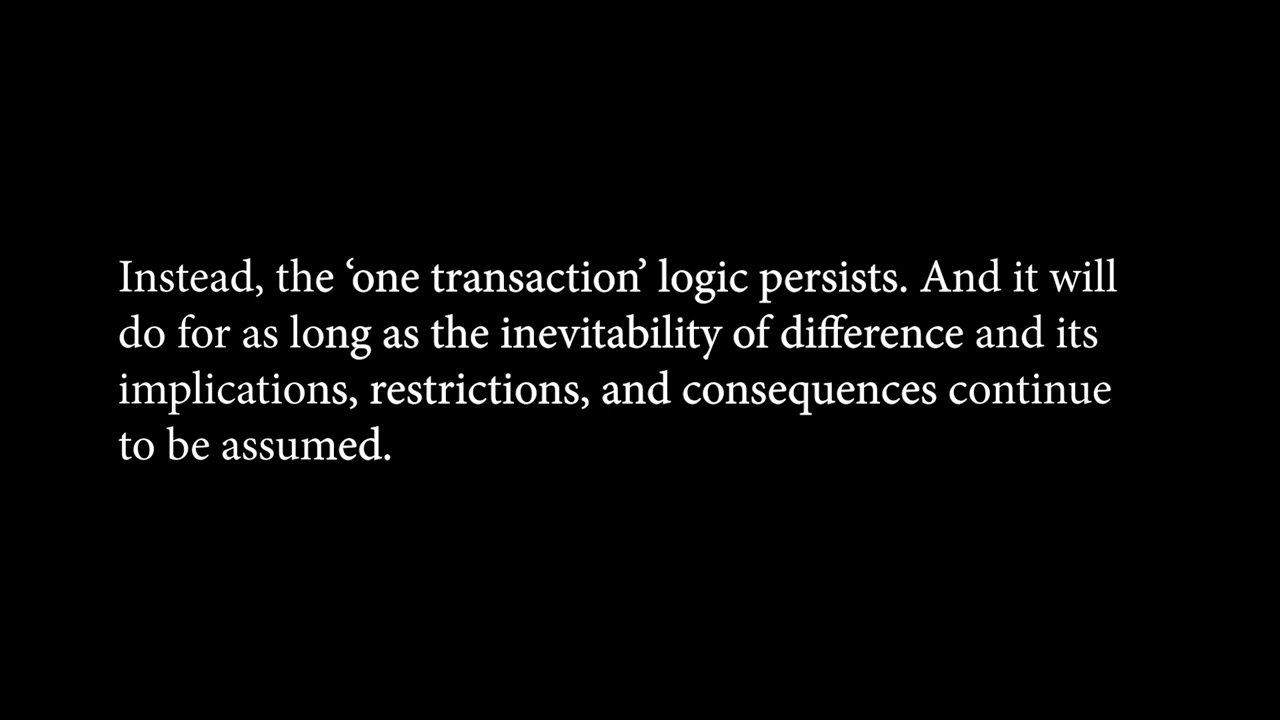 Instead, the ‘one transaction’ logic persists. And it will
do for as long as the inevitability of difference and its
implications, restrictions, and consequences continue
to be assumed.